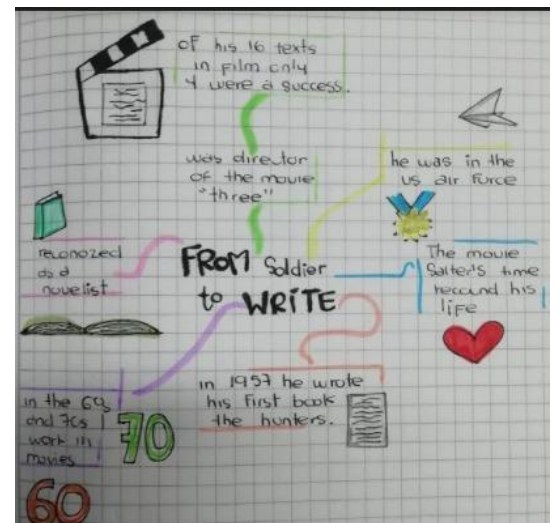 of his 16 texts
in film only
4 were a success.
was director
of the movie
"three"
he was in the
us air force
reconozed
as a
novelist
FROM Soldier
to WRITE
The movie
Salter's time
reccund his
life
in 1957 he wrote
his first book
the hunters.
in the 60s
and 70s
work in
movies
70
60